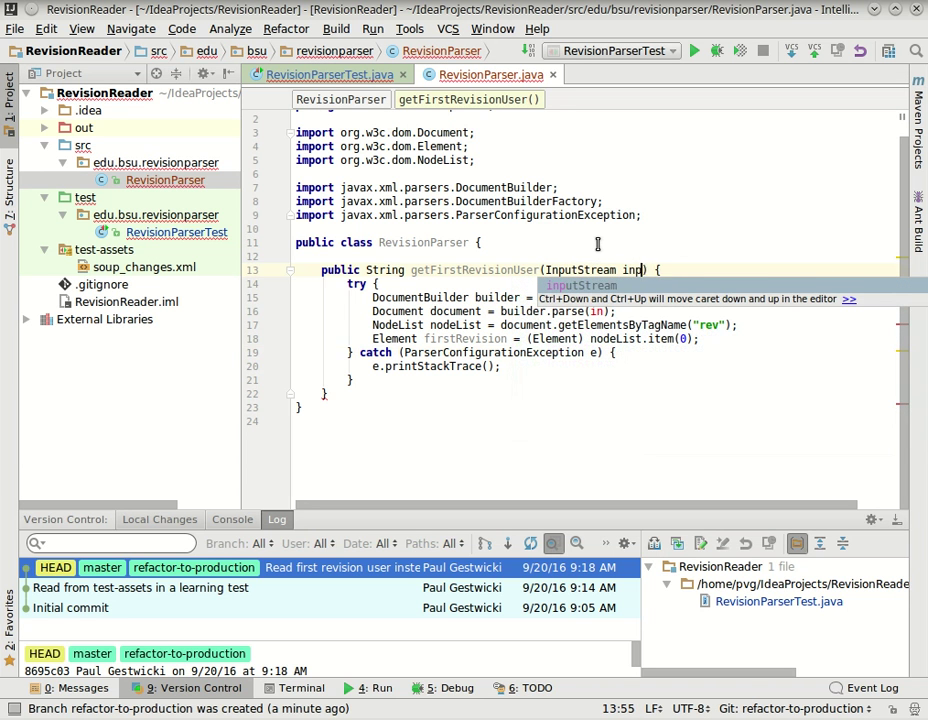 RevisionReader - [~/IdeaProjects/RevisionReader] - [RevisionReader] - ~/IdeaProjects/RevisionReader/src/edu/bsu/revisionparser/RevisionParser.java - Intelli...
File Edit View Navigate Code Analyze Refactor Build Run Tools VCS Window Help
RevisionReader src edu bsu revisionparser RevisionParser RevisionParserTest VCS VCS
Project RevisionParserTest.java RevisionParser.java
RevisionParser getFirstRevisionUser()
RevisionReader ~/IdeaProjects/
.idea
out
src
edu.bsu.revisionparser
RevisionParser
test
edu.bsu.revisionparser
RevisionParserTest
test-assets
soup_changes.xml
.gitignore
RevisionReader.iml
External Libraries
1: Project
7: Structure
2: Favorites
Maven Projects
Ant Build
2
3 import org.w3c.dom.Document;
4 import org.w3c.dom.Element;
5 import org.w3c.dom.NodeList;
6
7 import javax.xml.parsers.DocumentBuilder;
8 import javax.xml.parsers.DocumentBuilderFactory;
9 import javax.xml.parsers.ParserConfigurationException;
10
11 public class RevisionParser {
12
13 public String getFirstRevisionUser(InputStream inp) {
14 try {
inputStream
15 DocumentBuilder builder =
Ctrl+Down and Ctrl+Up will move caret down and up in the editor >>
16 Document document = builder.parse(in);
17 NodeList nodeList = document.getElementsByTagName("rev");
18 Element firstRevision = (Element) nodeList.item(0);
19 } catch (ParserConfigurationException e) {
20 e.printStackTrace();
21 }
22 }
23 }
24
Version Control: Local Changes Console Log
Branch: All User: All Date: All Paths: All
HEAD master refactor-to-production Read first revision user inste Paul Gestwicki 9/20/16 9:18 AM
Read from test-assets in a learning test Paul Gestwicki 9/20/16 9:14 AM
Initial commit Paul Gestwicki 9/20/16 9:05 AM
RevisionReader 1 file
/home/pvg/IdeaProjects/RevisionReade
RevisionParserTest.java
HEAD master refactor-to-production
8695c03 Paul Gestwicki on 9/20/16 at 9:18 AM
0: Messages 9: Version Control Terminal 4: Run 5: Debug 6: TODO Event Log
Branch refactor-to-production was created (a minute ago) 13:55 LF÷ UTF-8÷ Git: refactor-to-production÷